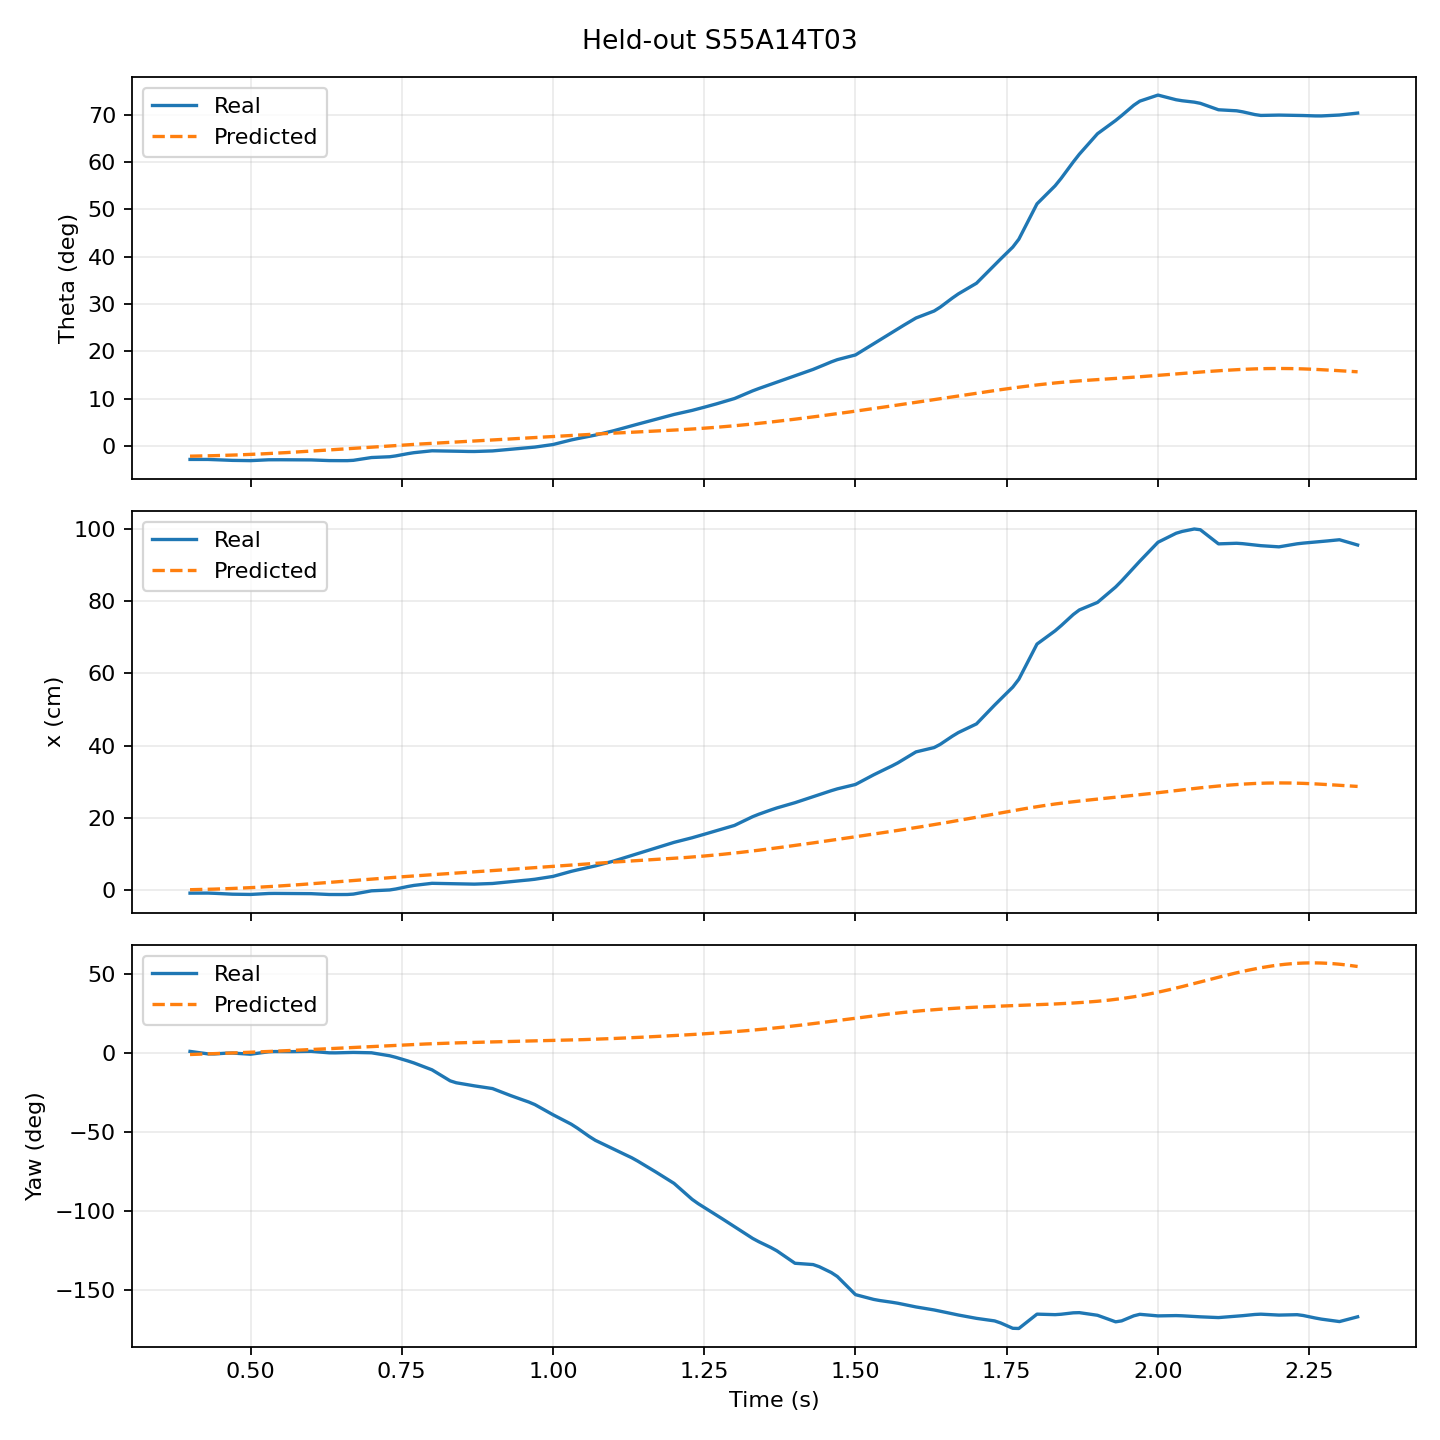 Held-out S55A14T03
Real
Predicted
Theta (deg)
70
60
50
40
30
20
10
0
Real
Predicted
x (cm)
100
80
60
40
20
0
Real
Predicted
Yaw (deg)
50
0
−50
−100
−150
0.50 0.75 1.00 1.25 1.50 1.75 2.00 2.25
Time (s)